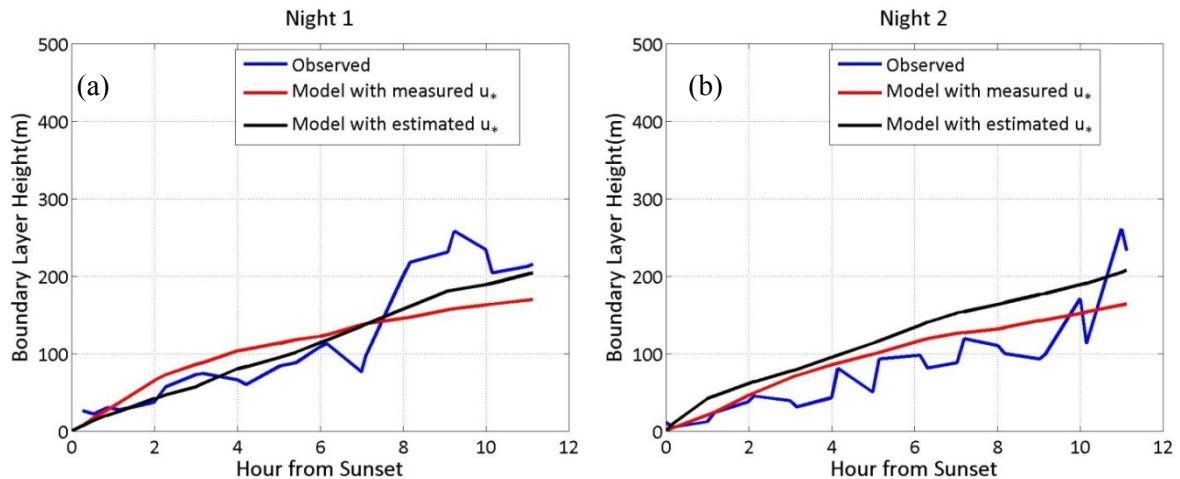 Night 1
(a)
Observed
Model with measured u*
Model with estimated u*
Boundary Layer Height(m)
500
400
300
200
100
0
0 2 4 6 8 10 12
Hour from Sunset
Night 2
(b)
Observed
Model with measured u*
Model with estimated u*
Boundary Layer Height(m)
500
400
300
200
100
0
0 2 4 6 8 10 12
Hour from Sunset